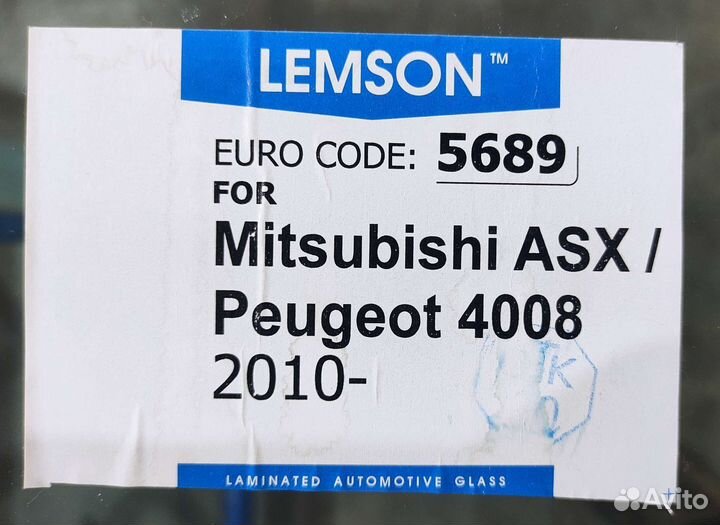 LEMSON™
EURO CODE: 5689
FOR
Mitsubishi ASX /
Peugeot 4008
2010-
LAMINATED AUTOMOTIVE GLASS
Avito